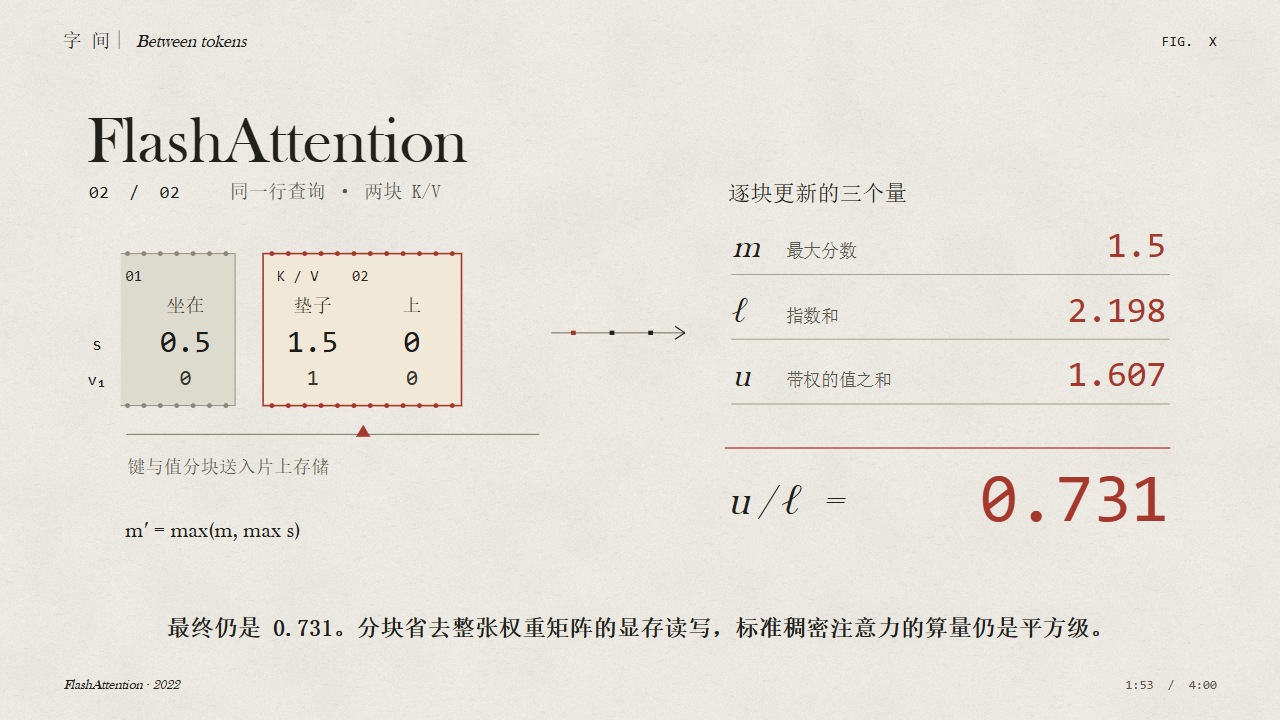 字 间 | Between tokens
FIG. X
FlashAttention
02 / 02 同一行查询 • 两块 K/V
01
坐在
s 0.5
v₁ 0
K / V 02
垫子 上
1.5 0
1 0
键与值分块送入片上存储
m′ = max(m, max s)
逐块更新的三个量
m 最大分数 1.5
ℓ 指数和 2.198
u 带权的值之和 1.607
u/ℓ = 0.731
最终仍是 0.731。分块省去整张权重矩阵的显存读写，标准稠密注意力的算量仍是平方级。
FlashAttention · 2022
1:53 / 4:00